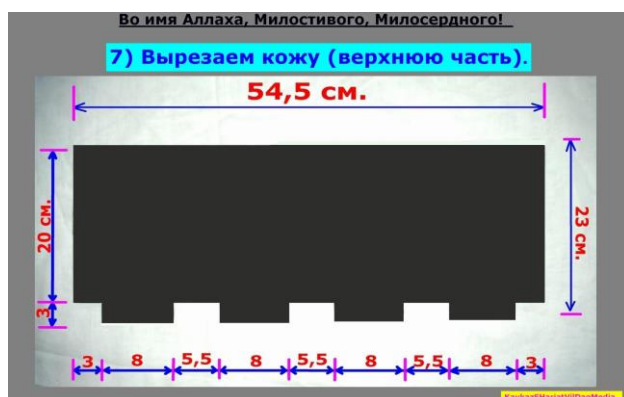 Во имя Аллаха, Милостивого, Милосердного!
7) Вырезаем кожу (верхнюю часть).
54,5 см.
20 см.
23 см.
3
3 8 5,5 8 5,5 8 5,5 8 3